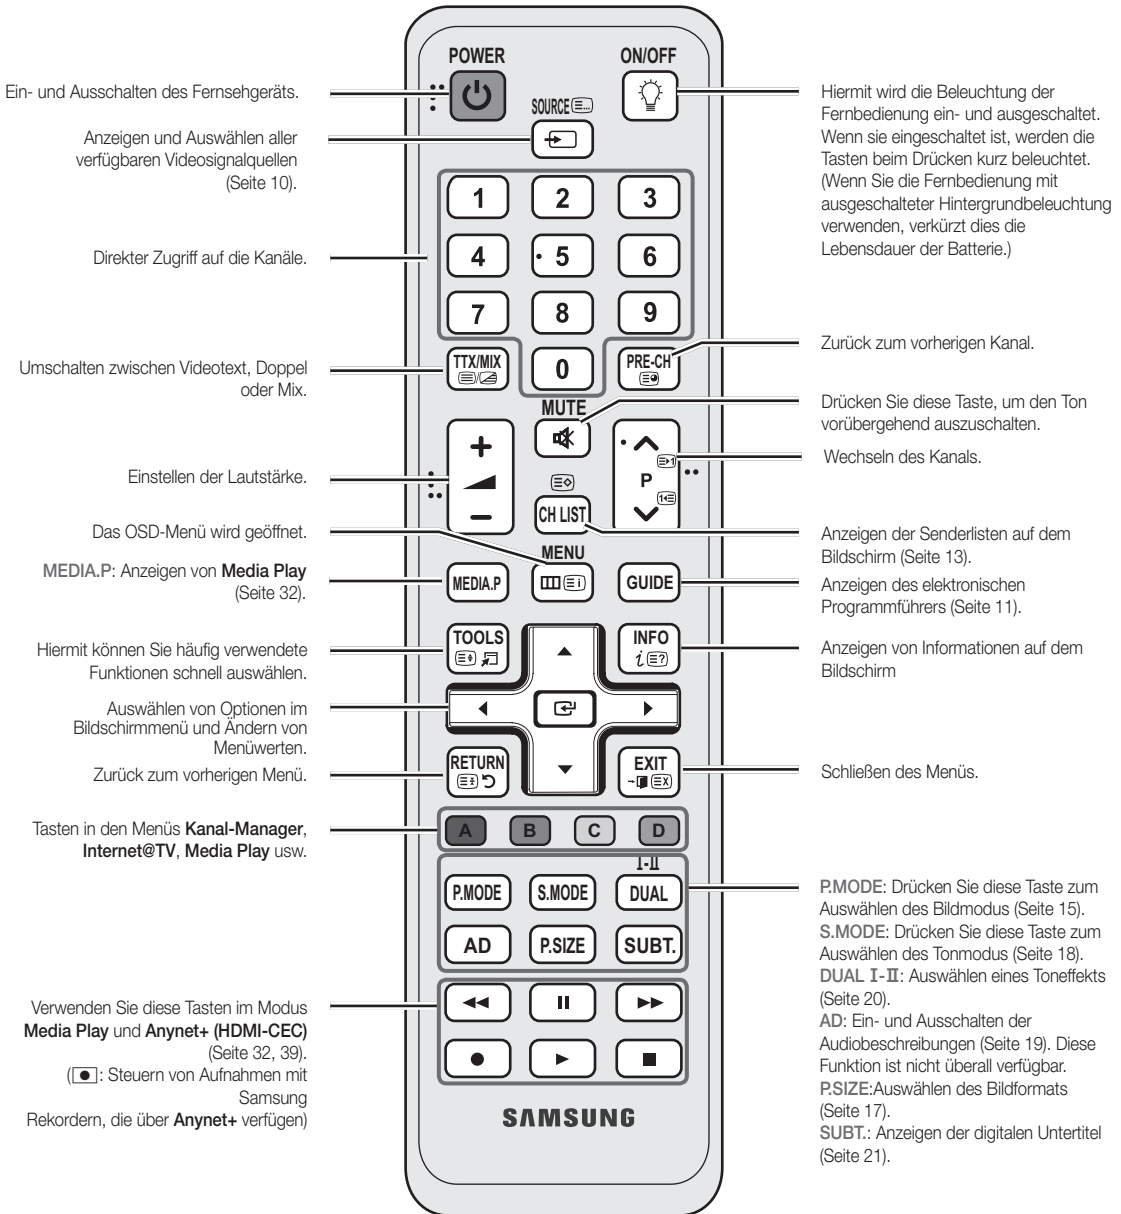 POWER
ON/OFF
SOURCE
1
2
3
4
5
6
7
8
9
TTX/MIX
0
PRE-CH
MUTE
P
CH LIST
MENU
MEDIA.P
GUIDE
TOOLS
INFO
RETURN
EXIT
A
B
C
D
I-II
P.MODE
S.MODE
DUAL
AD
P.SIZE
SUBT.
SAMSUNG
Ein- und Ausschalten des Fernsehgeräts.
Anzeigen und Auswählen aller
verfügbaren Videosignalquellen
(Seite 10).
Direkter Zugriff auf die Kanäle.
Umschalten zwischen Videotext, Doppel
oder Mix.
Einstellen der Lautstärke.
Das OSD-Menü wird geöffnet.
MEDIA.P: Anzeigen von Media Play
(Seite 32).
Hiermit können Sie häufig verwendete
Funktionen schnell auswählen.
Auswählen von Optionen im
Bildschirmmenü und Ändern von
Menüwerten.
Zurück zum vorherigen Menü.
Tasten in den Menüs Kanal-Manager,
Internet@TV, Media Play usw.
Verwenden Sie diese Tasten im Modus
Media Play und Anynet+ (HDMI-CEC)
(Seite 32, 39).
(●: Steuern von Aufnahmen mit
Samsung
Rekordern, die über Anynet+ verfügen)
Hiermit wird die Beleuchtung der
Fernbedienung ein- und ausgeschaltet.
Wenn sie eingeschaltet ist, werden die
Tasten beim Drücken kurz beleuchtet.
(Wenn Sie die Fernbedienung mit
ausgeschalteter Hintergrundbeleuchtung
verwenden, verkürzt dies die
Lebensdauer der Batterie.)
Zurück zum vorherigen Kanal.
Drücken Sie diese Taste, um den Ton
vorübergehend auszuschalten.
Wechseln des Kanals.
Anzeigen der Senderlisten auf dem
Bildschirm (Seite 13).
Anzeigen des elektronischen
Programmführers (Seite 11).
Anzeigen von Informationen auf dem
Bildschirm
Schließen des Menüs.
P.MODE: Drücken Sie diese Taste zum
Auswählen des Bildmodus (Seite 15).
S.MODE: Drücken Sie diese Taste zum
Auswählen des Tonmodus (Seite 18).
DUAL I-II: Auswählen eines Toneffekts
(Seite 20).
AD: Ein- und Ausschalten der
Audiobeschreibungen (Seite 19). Diese
Funktion ist nicht überall verfügbar.
P.SIZE:Auswählen des Bildformats
(Seite 17).
SUBT.: Anzeigen der digitalen Untertitel
(Seite 21).